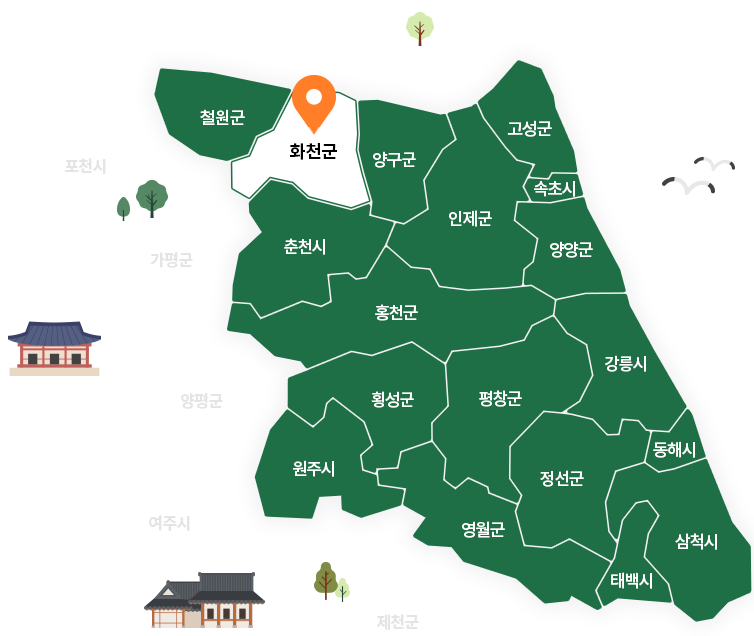 철원군
고성군
화천군
양구군
포천시
속초시
인제군
춘천시
양양군
가평군
홍천군
강릉시
횡성군
평창군
양평군
동해시
원주시
정선군
여주시
영월군
삼척시
태백시
제천군